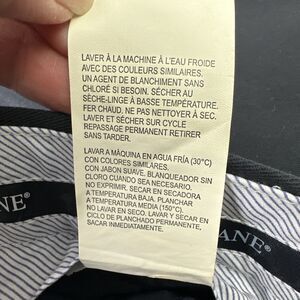 LAVER À LA MACHINE À L'EAU FROIDE
AVEC DES COULEURS SIMILAIRES.
UN AGENT DE BLANCHIMENT SANS
CHLORÉ SI BESOIN. SÉCHER AU
SÈCHE-LINGE À BASSE TEMPÉRATURE.
FER CHAUD. NE PAS NETTOYER À SEC.
LAVER ET SÉCHER SUR CYCLE
REPASSAGE PERMANENT RETIRER
SANS TARDER.
LAVAR A MÁQUINA EN AGUA FRÍA (30°C)
CON COLORES SIMILARES.
CON JABON SUAVE, BLANQUEADOR SIN
CLORO CUANDO SEA NECESARIO.
NO EXPRIMIR. SECAR EN MAQUINA
A TEMPERATURA BAJA. PLANCHAR
A TEMPERATURA MEDIA (150°C).
NO LAVAR EN SECO. LAVAR Y SECAR EN
CICLO DE PLANCHADO PERMANENTE.
SACAR INMEDIATAMENTE.
ANE®
ANE®